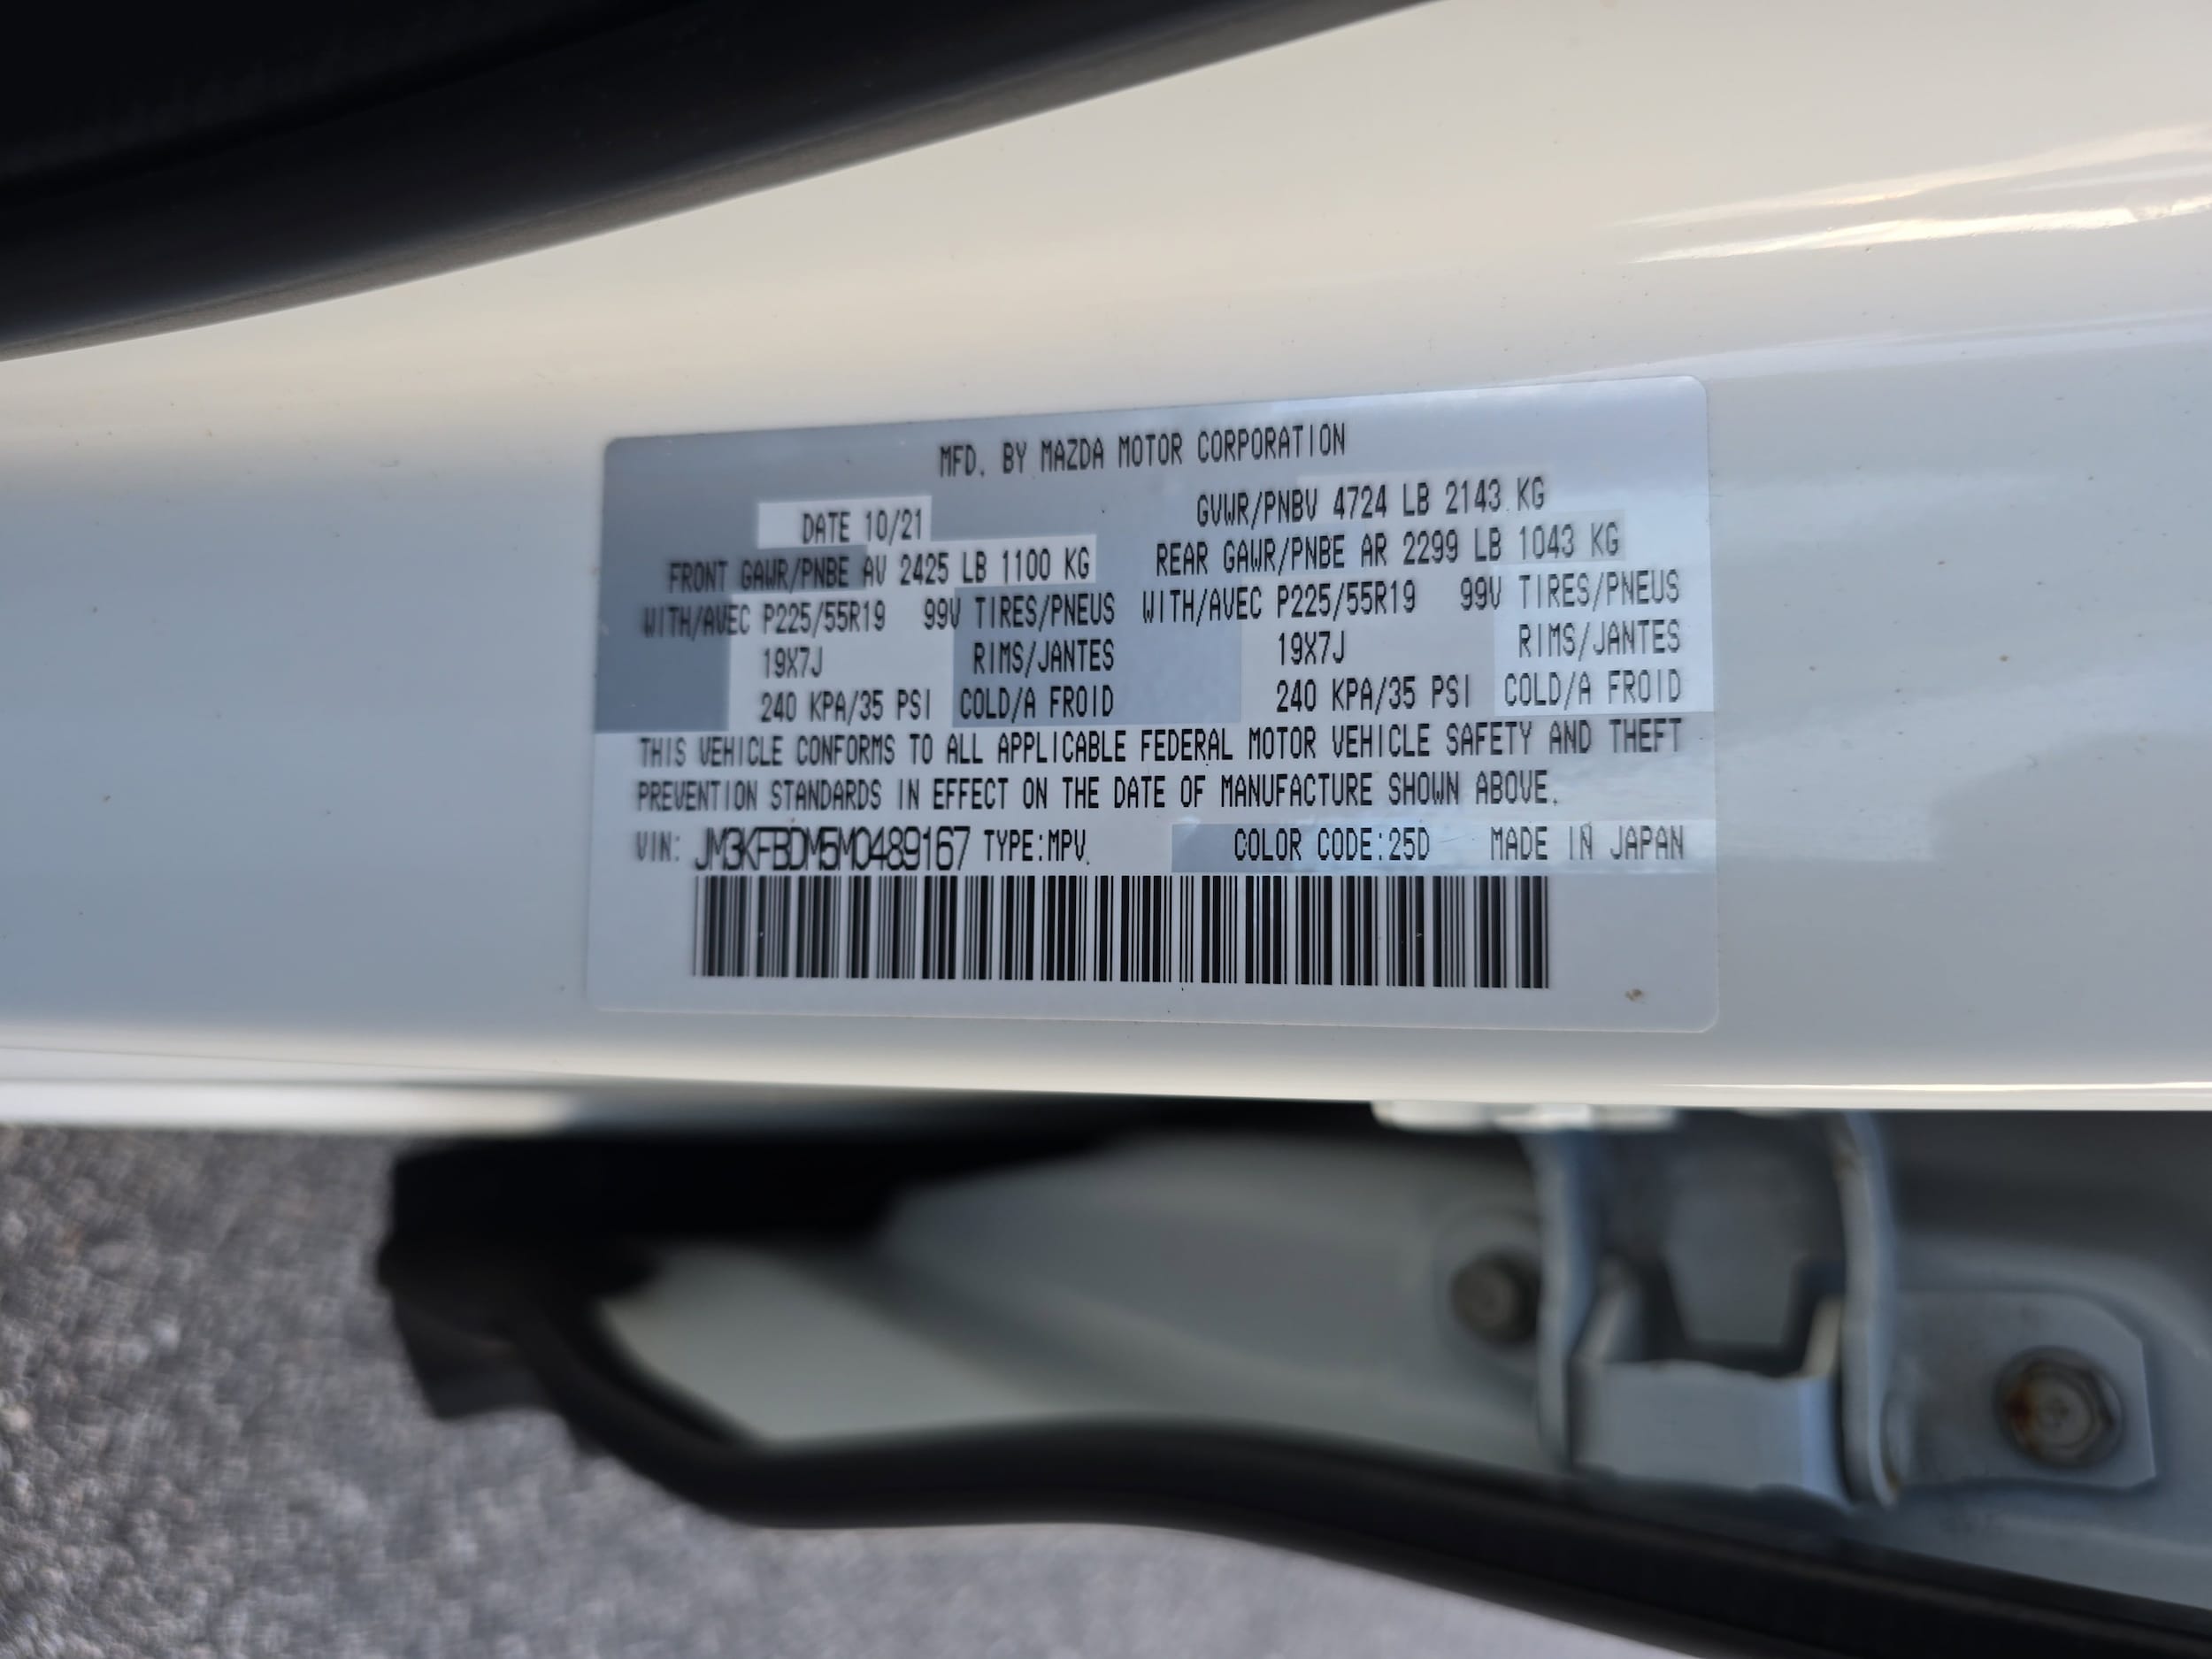 MFD. BY MAZDA MOTOR CORPORATION
DATE 10/21 GVWR/PNBV 4724 LB 2143 KG
FRONT GAWR/PNBE AV 2425 LB 1100 KG REAR GAWR/PNBE AR 2299 LB 1043 KG
WITH/AVEC P225/55R19 99V TIRES/PNEUS WITH/AVEC P225/55R19 99V TIRES/PNEUS
19X7J RIMS/JANTES 19X7J RIMS/JANTES
240 KPA/35 PSI COLD/A FROID 240 KPA/35 PSI COLD/A FROID
THIS VEHICLE CONFORMS TO ALL APPLICABLE FEDERAL MOTOR VEHICLE SAFETY AND THEFT
PREVENTION STANDARDS IN EFFECT ON THE DATE OF MANUFACTURE SHOWN ABOVE.
VIN: JM3KFBDM5M0489167 TYPE:MPV COLOR CODE:25D MADE IN JAPAN